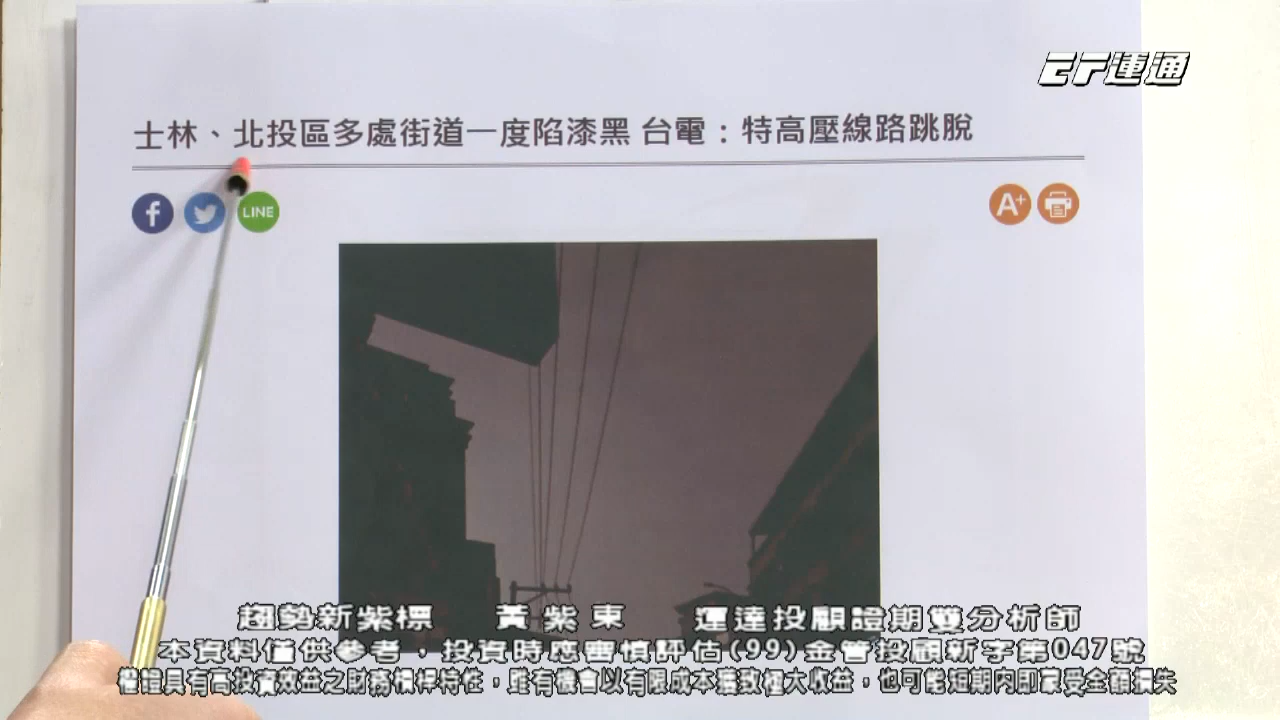 EF運通
士林、北投區多處街道一度陷漆黑 台電：特高壓線路跳脫
f LINE A+
趨勢新紫標 黃紫東 運達投顧證期雙分析師
本資料僅供參考，投資時應審慎評估(99)金管投顧新字第047號
權證具有高投資效益之財務槓桿特性，雖有機會以有限成本獲致極大收益，也可能短期內即蒙受全額損失